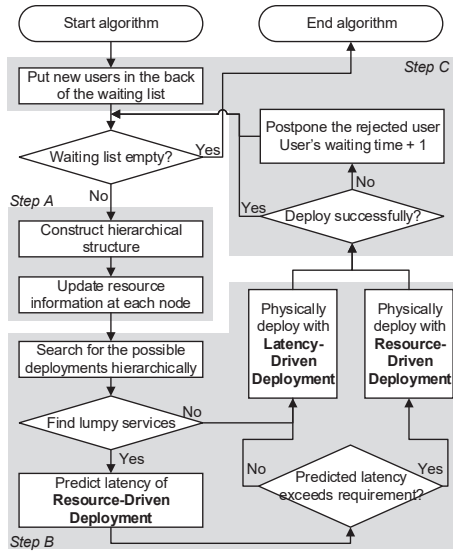 Start algorithm
End algorithm
Step C
Put new users in the back
of the waiting list
Postpone the rejected user
User's waiting time + 1
Waiting list empty?
Yes
No
No
Yes
Deploy successfully?
Step A
Construct hierarchical
structure
Update resource
information at each node
Search for the possible
deployments hierarchically
Physically
deploy with
Latency-
Driven
Deployment
Physically
deploy with
Resource-
Driven
Deployment
Find lumpy services
No
Yes
Predict latency of
Resource-Driven
Deployment
No
Yes
Predicted latency
exceeds requirement?
Step B